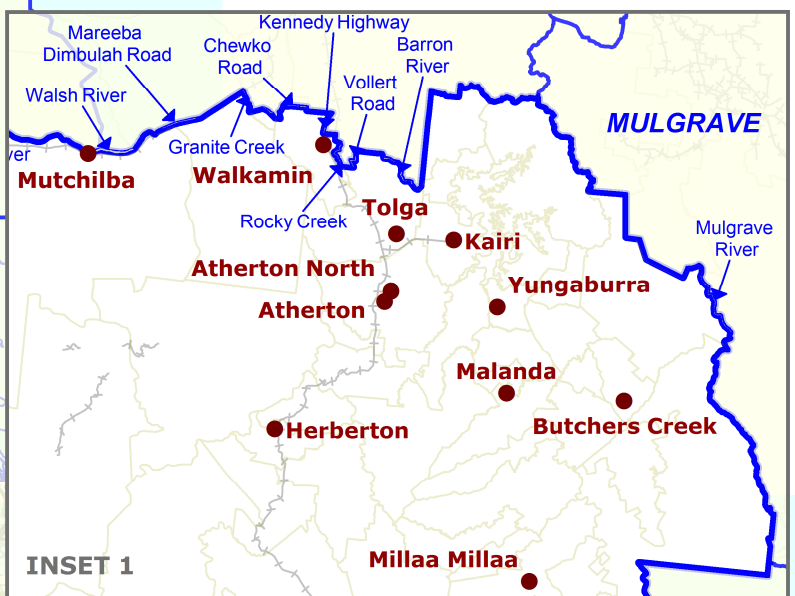 Kennedy Highway
Mareeba
Dimbulah Road
Chewko
Road
Barron
River
Vollert
Road
Walsh River
MULGRAVE
Granite Creek
ver
Mutchilba
Walkamin
Rocky Creek
Tolga
Mulgrave
River
Kairi
Atherton North
Yungaburra
Atherton
Malanda
Butchers Creek
Herberton
Millaa Millaa
INSET 1